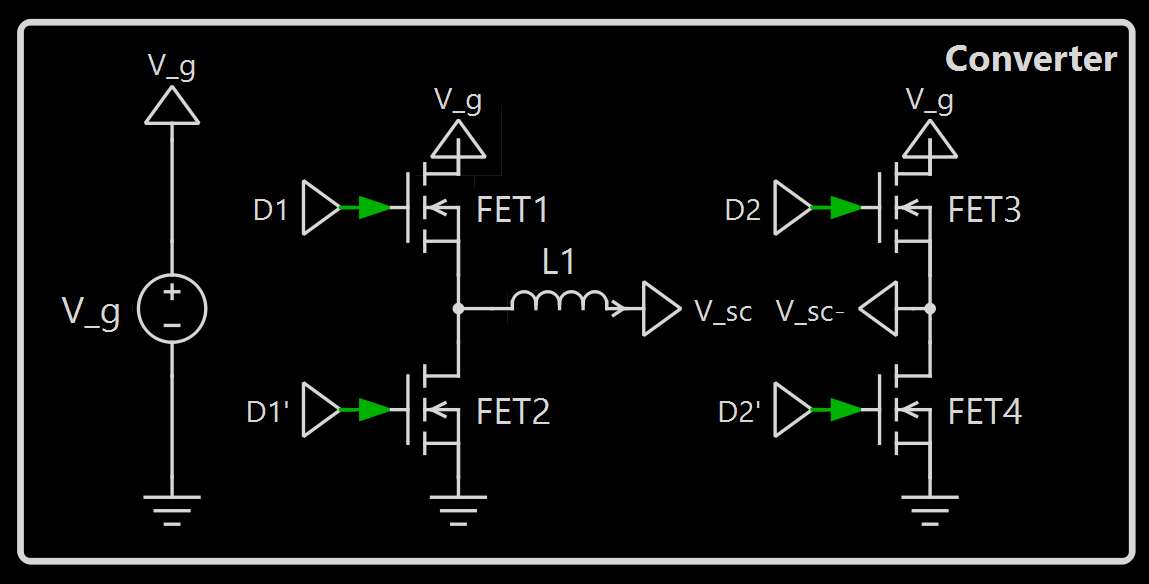 Converter
V_g
V_g
V_g
D1
FET1
D2
FET3
L1
V_g
+
−
V_sc
V_sc-
D1'
FET2
D2'
FET4